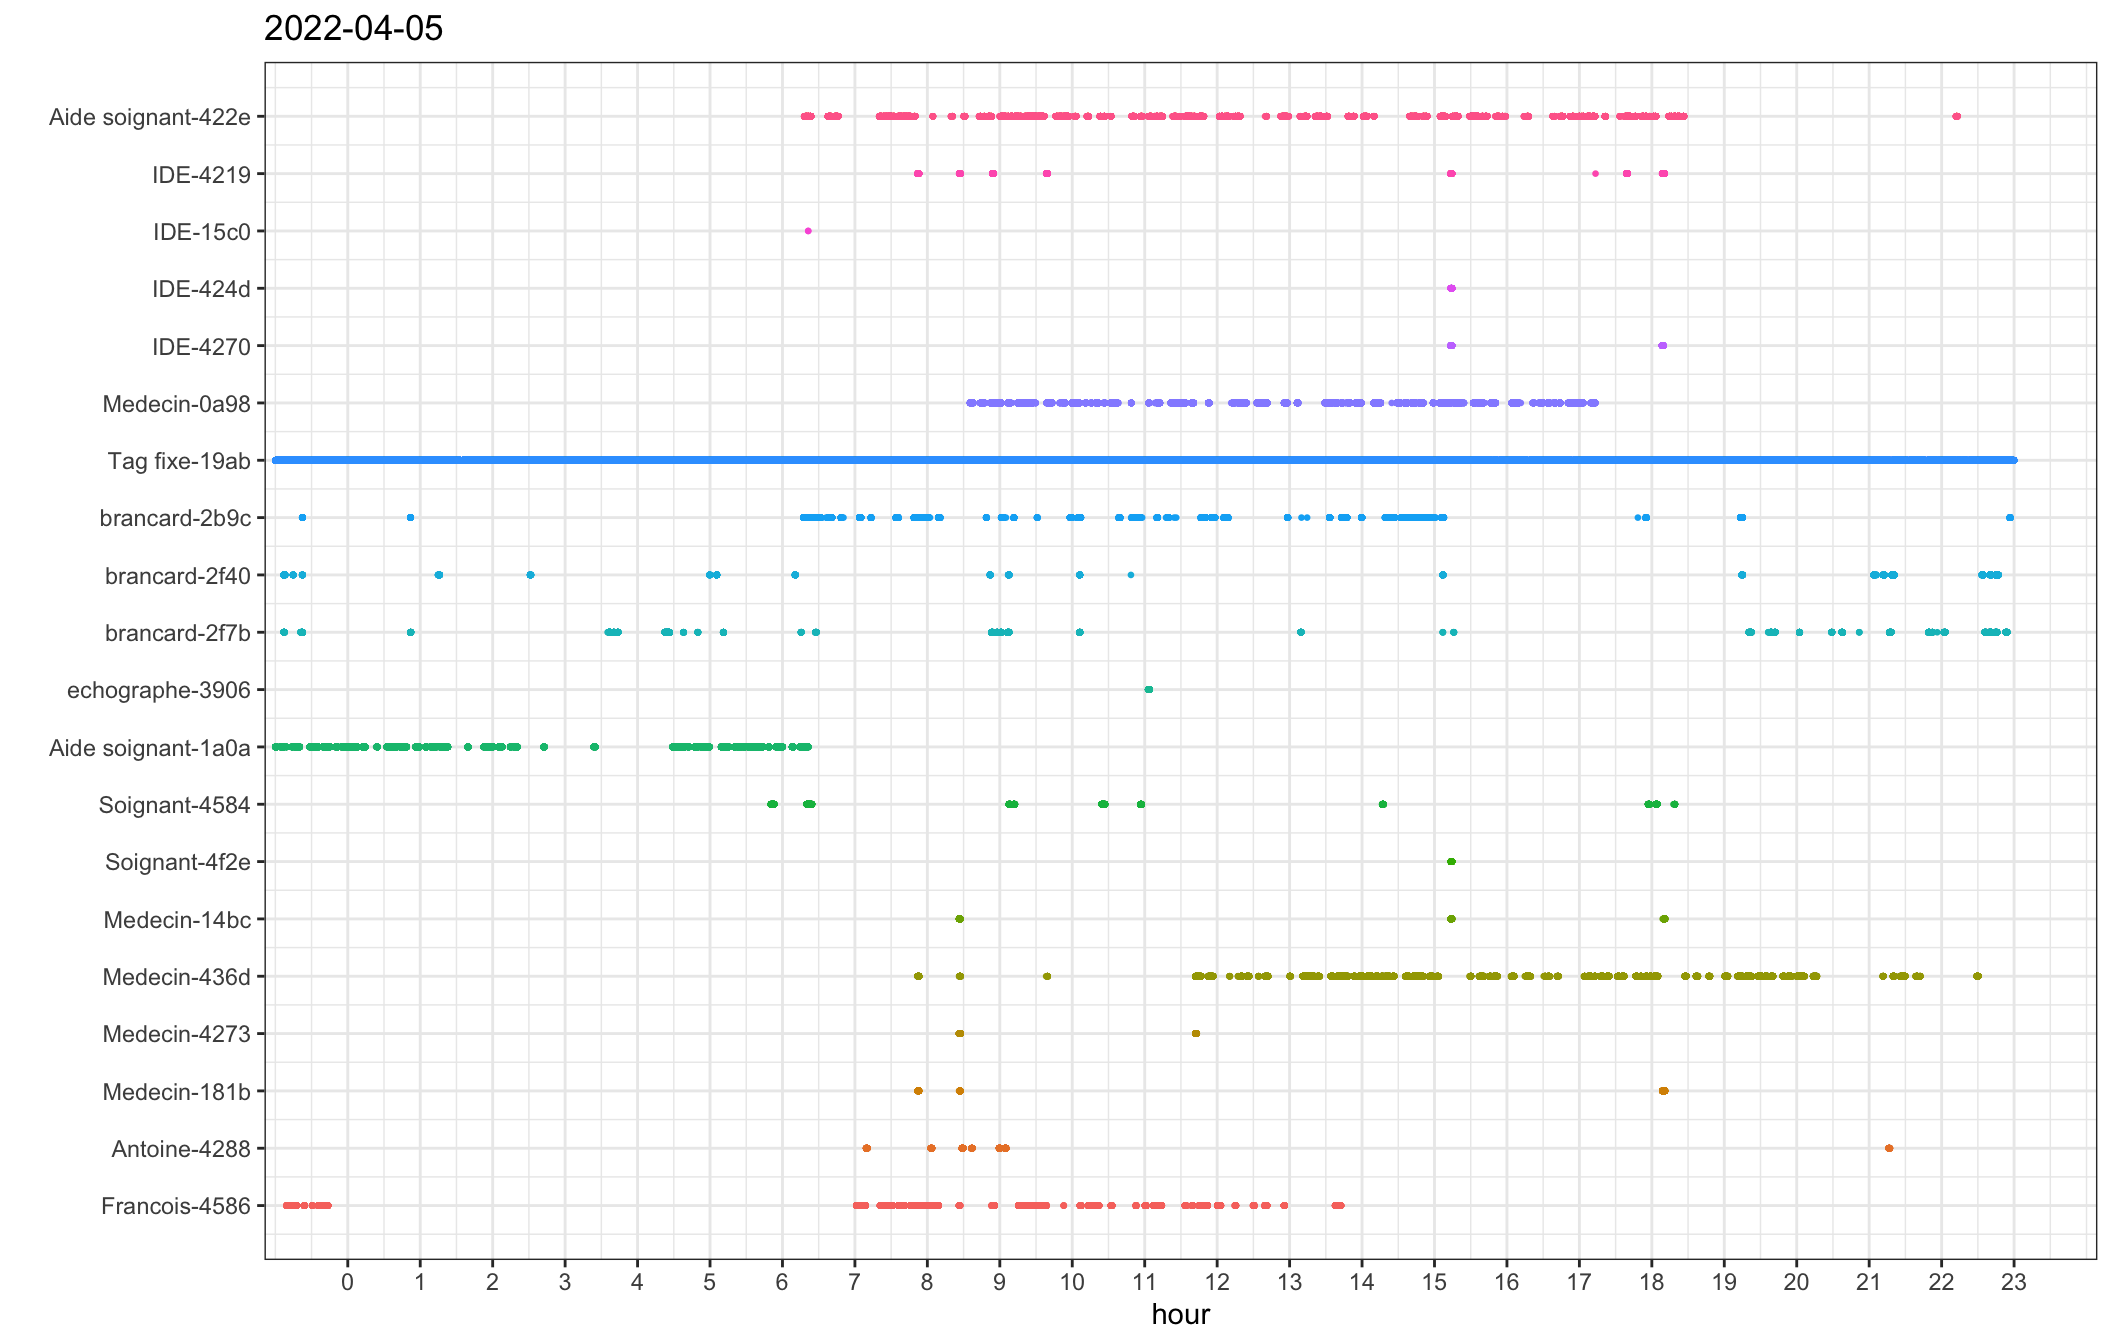 2022-04-05
Aide soignant-422e
IDE-4219
IDE-15c0
IDE-424d
IDE-4270
Medecin-0a98
Tag fixe-19ab
brancard-2b9c
brancard-2f40
brancard-2f7b
echographe-3906
Aide soignant-1a0a
Soignant-4584
Soignant-4f2e
Medecin-14bc
Medecin-436d
Medecin-4273
Medecin-181b
Antoine-4288
Francois-4586
0 1 2 3 4 5 6 7 8 9 10 11 12 13 14 15 16 17 18 19 20 21 22 23
hour